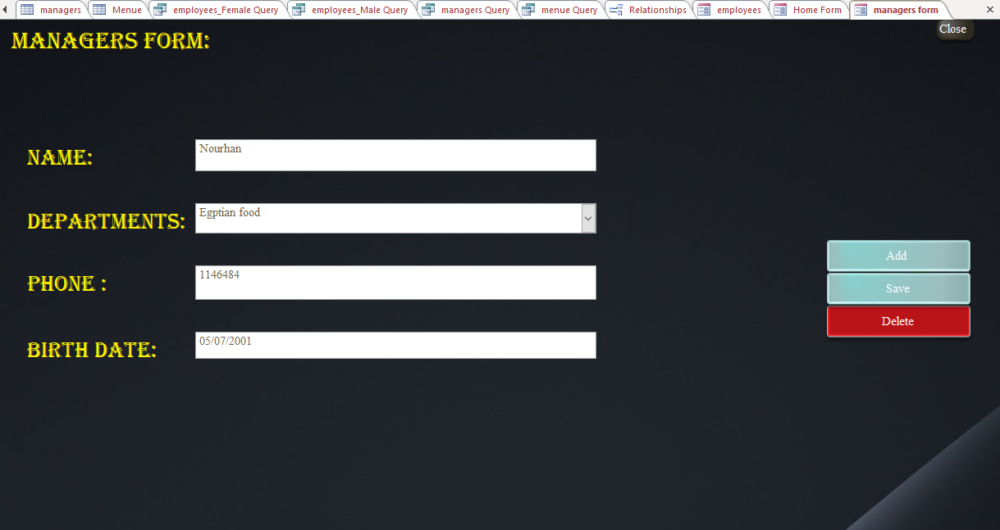 managers Menue employees_Female Query employees_Male Query managers Query menue Query Relationships employees Home Form managers form
Close
Managers Form:
Name: Nourhan
Departments: Egptian food
Phone : 1146484
Birth Date: 05/07/2001
Add
Save
Delete